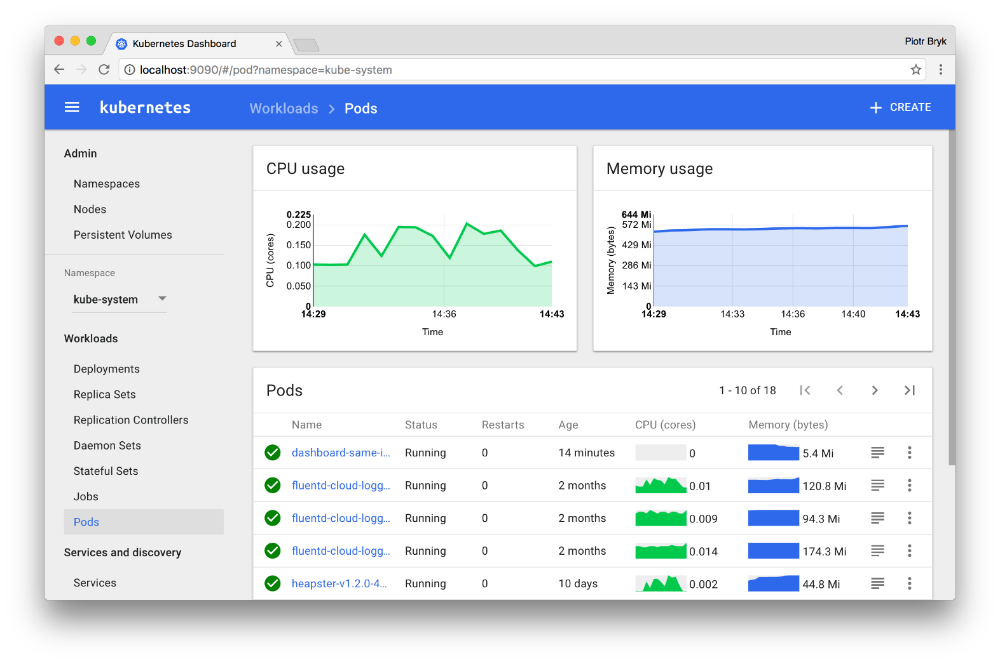 Kubernetes Dashboard
Piotr Bryk
localhost:9090/#/pod?namespace=kube-system
kubernetes
Workloads > Pods
+ CREATE
Admin
Namespaces
Nodes
Persistent Volumes
Namespace
kube-system
Workloads
Deployments
Replica Sets
Replication Controllers
Daemon Sets
Stateful Sets
Jobs
Pods
Services and discovery
Services
CPU usage
CPU (cores)
0.225
0.200
0.150
0.100
0.050
0
14:29 14:36 14:43
Time
Memory usage
Memory (bytes)
644 Mi
572 Mi
429 Mi
286 Mi
143 Mi
0
14:29 14:33 14:36 14:40 14:43
Time
Pods
1 - 10 of 18
Name Status Restarts Age CPU (cores) Memory (bytes)
dashboard-same-i... Running 0 14 minutes 0 5.4 Mi
fluentd-cloud-logg... Running 0 2 months 0.01 120.8 Mi
fluentd-cloud-logg... Running 0 2 months 0.009 94.3 Mi
fluentd-cloud-logg... Running 0 2 months 0.014 174.3 Mi
heapster-v1.2.0-4... Running 0 10 days 0.002 44.8 Mi